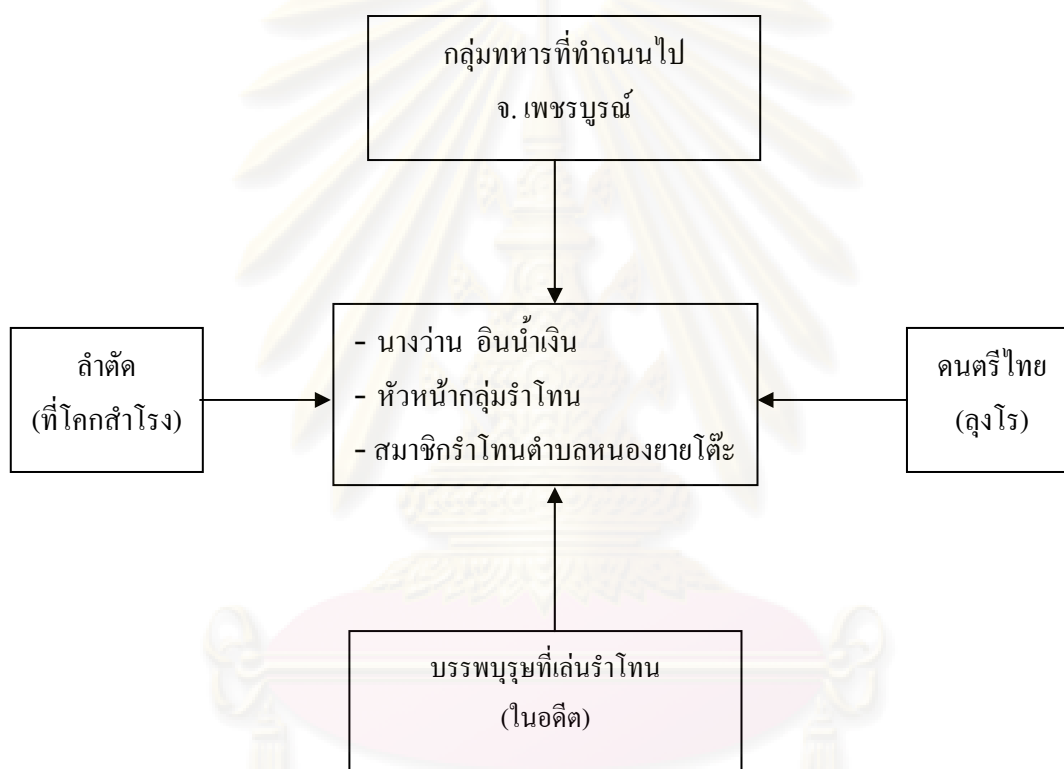 กลุ่มทหารที่ทำถนนไป
จ. เพชรบูรณ์
ลำตัด
(ที่โคกสำโรง)
- นางว่าน อินน้ำเงิน
- หัวหน้ากลุ่มรำโทน
- สมาชิกรำโทนตำบลหนองยายโต๊ะ
ดนตรีไทย
(ลุงโร)
บรรพบุรุษที่เล่นรำโทน
(ในอดีต)